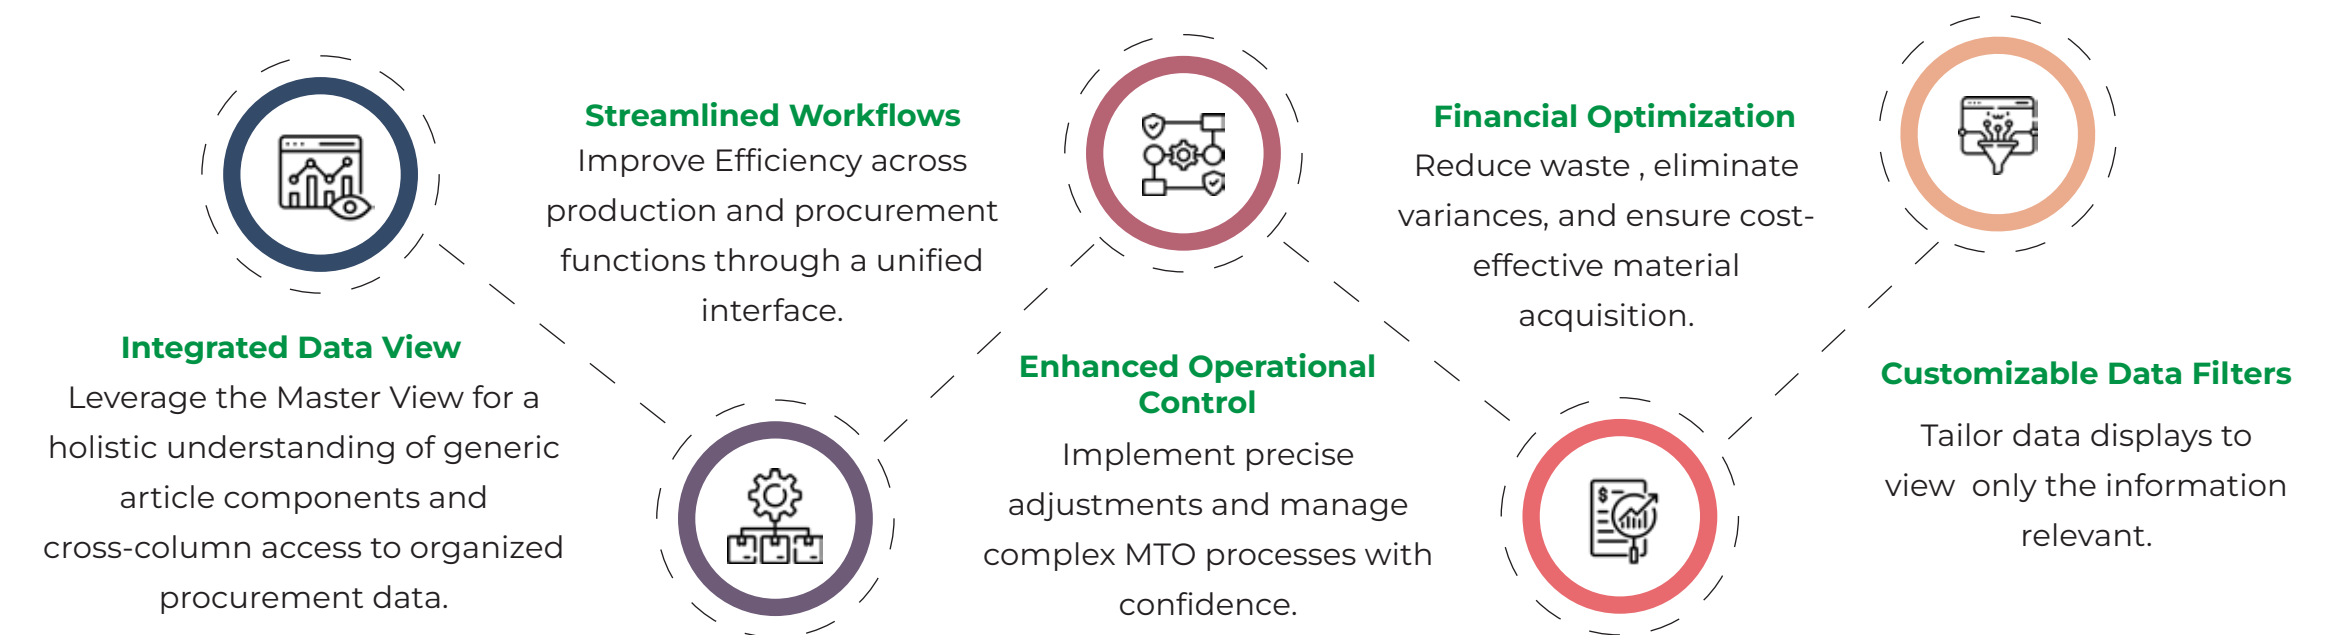 Integrated Data View
Leverage the Master View for a
holistic understanding of generic
article components and
cross-column access to organized
procurement data.
Streamlined Workflows
Improve Efficiency across
production and procurement
functions through a unified
interface.
Enhanced Operational
Control
Implement precise
adjustments and manage
complex MTO processes with
confidence.
Financial Optimization
Reduce waste , eliminate
variances, and ensure cost-
effective material
acquisition.
Customizable Data Filters
Tailor data displays to
view  only the information
relevant.